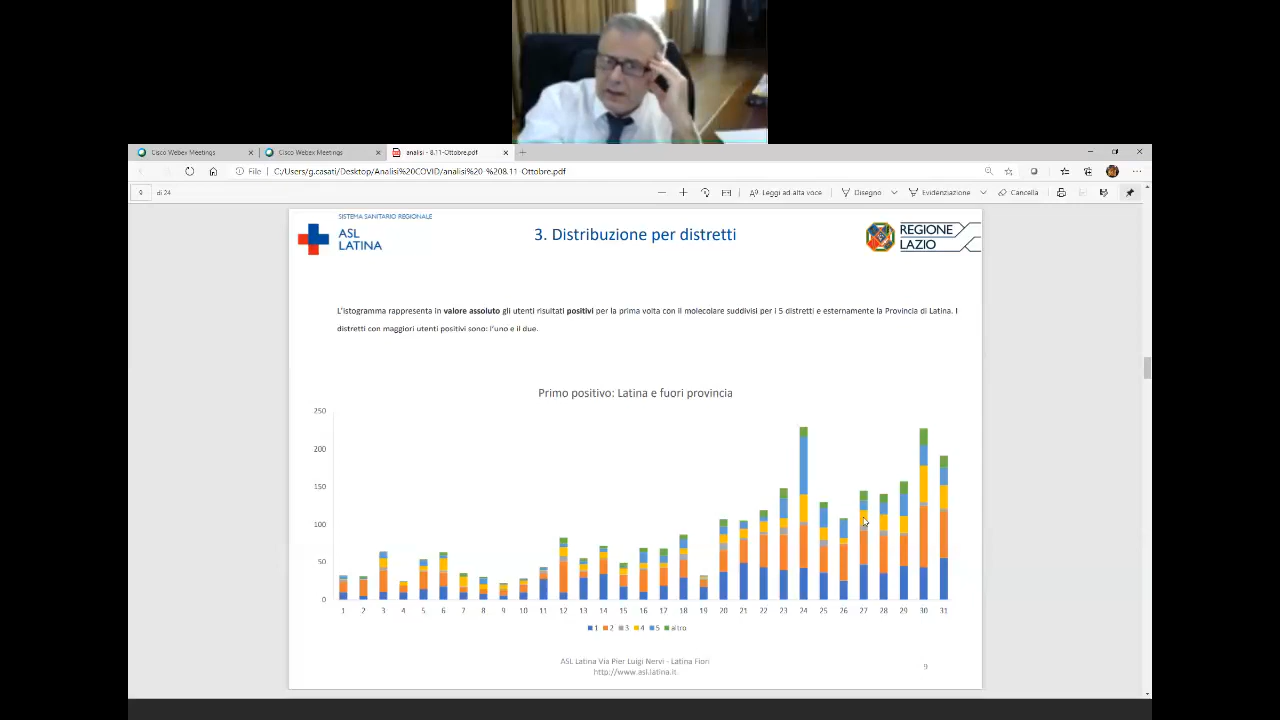 Cisco Webex Meetings
Cisco Webex Meetings
analisi - 8.11-Ottobre.pdf
File C:/Users/g.casati/Desktop/Analisi%20COVID/analisi%20-%208.11-Ottobre.pdf
9 di 24
Leggi ad alta voce
Disegno
Evidenziazione
Cancella
SISTEMA SANITARIO REGIONALE
ASL
LATINA
3. Distribuzione per distretti
REGIONE
LAZIO
L'istogramma rappresenta in valore assoluto gli utenti risultati positivi per la prima volta con il molecolare suddivisi per i 5 distretti e esternamente la Provincia di Latina. I
distretti con maggiori utenti positivi sono: l'uno e il due.
Primo positivo: Latina e fuori provincia
250
200
150
100
50
0
1 2 3 4 5 6 7 8 9 10 11 12 13 14 15 16 17 18 19 20 21 22 23 24 25 26 27 28 29 30 31
1 2 3 4 5 altro
ASL Latina Via Pier Luigi Nervi - Latina Fiori
http://www.asl.latina.it.
9